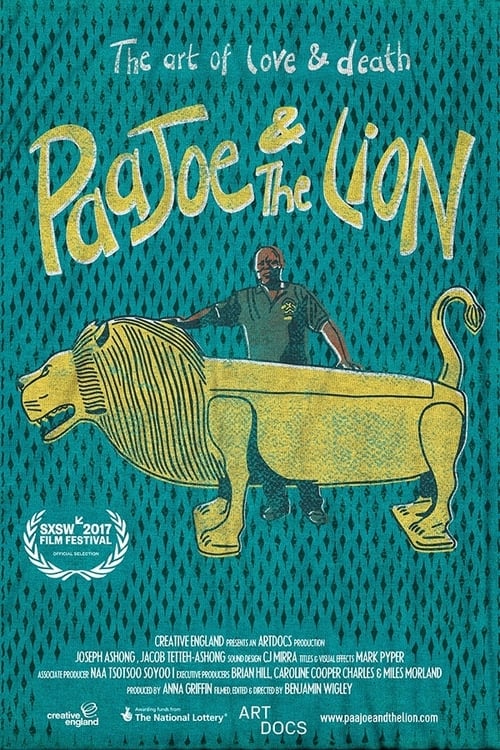 The art of love & death
PaaJoe &
The Lion
SXSW 2017
FILM FESTIVAL
OFFICIAL SELECTION
CREATIVE ENGLAND PRESENTS AN ARTDOCS PRODUCTION
JOSEPH ASHONG, JACOB TETTEH-ASHONG SOUND DESIGN CJ MIRRA TITLES & VISUAL EFFECTS MARK PYPER
ASSOCIATE PRODUCER NAA TSOTSOO SOYOO I EXECUTIVE PRODUCERS BRIAN HILL, CAROLINE COOPER CHARLES & MILES MORLAND
PRODUCED BY ANNA GRIFFIN FILMED, EDITED & DIRECTED BY BENJAMIN WIGLEY
creative england
Awarding funds from
The National Lottery®
ART DOCS
www.paajoeandthelion.com